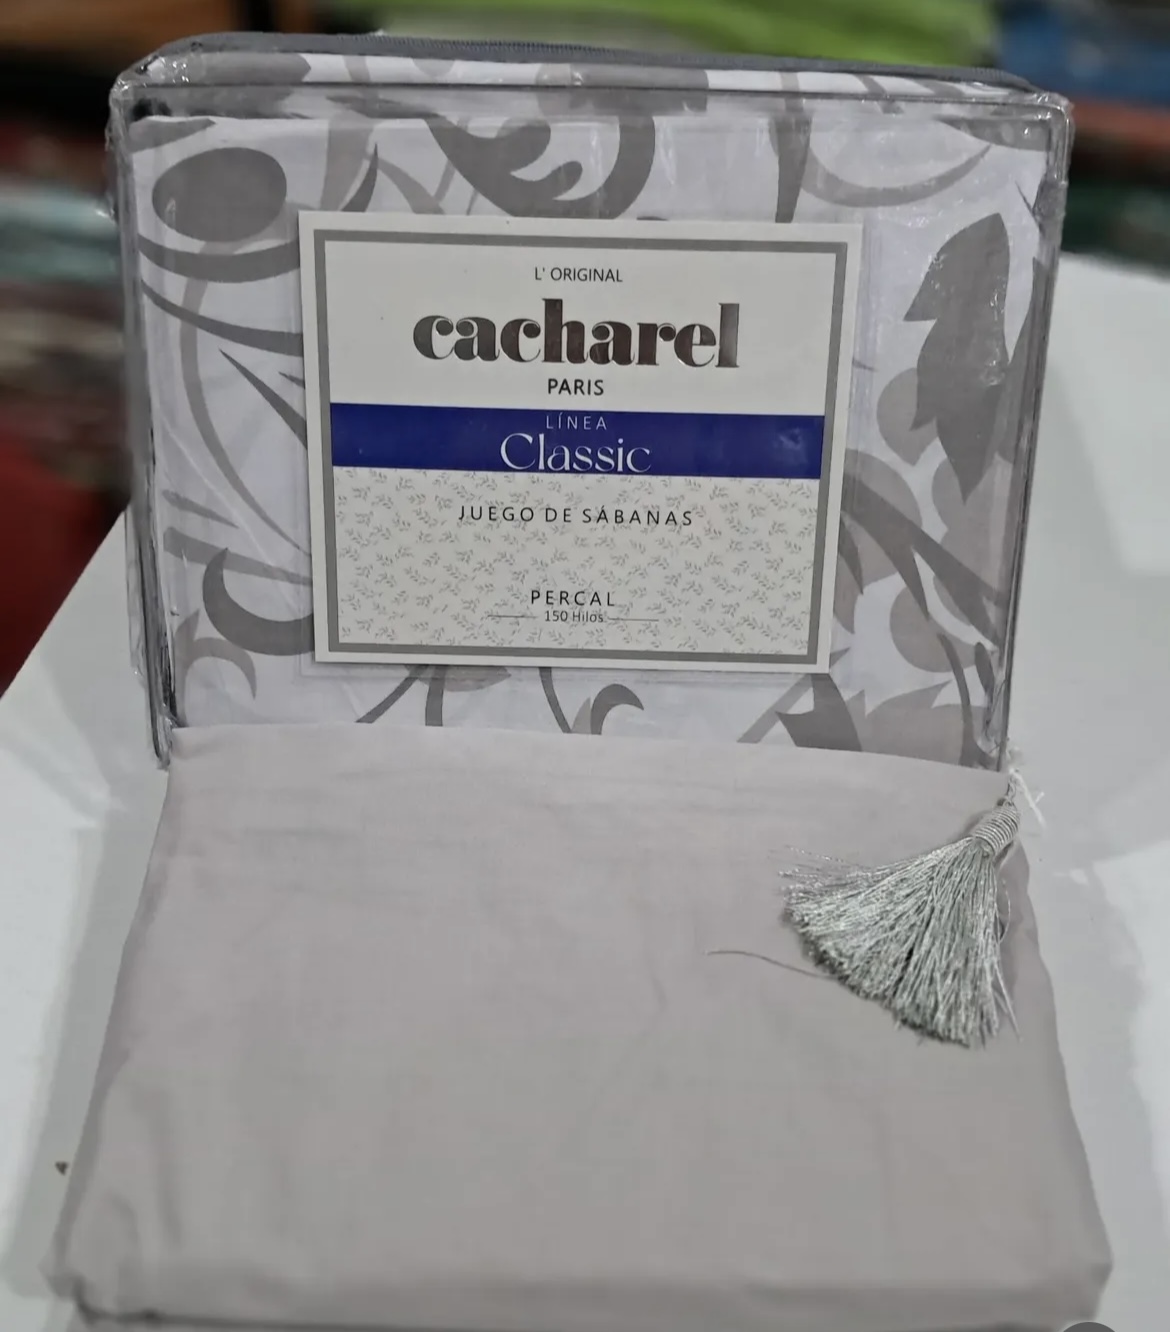 L' ORIGINAL
cacharel
PARIS
LÍNEA
Classic
JUEGO DE SÁBANAS
PERCAL
150 Hilos